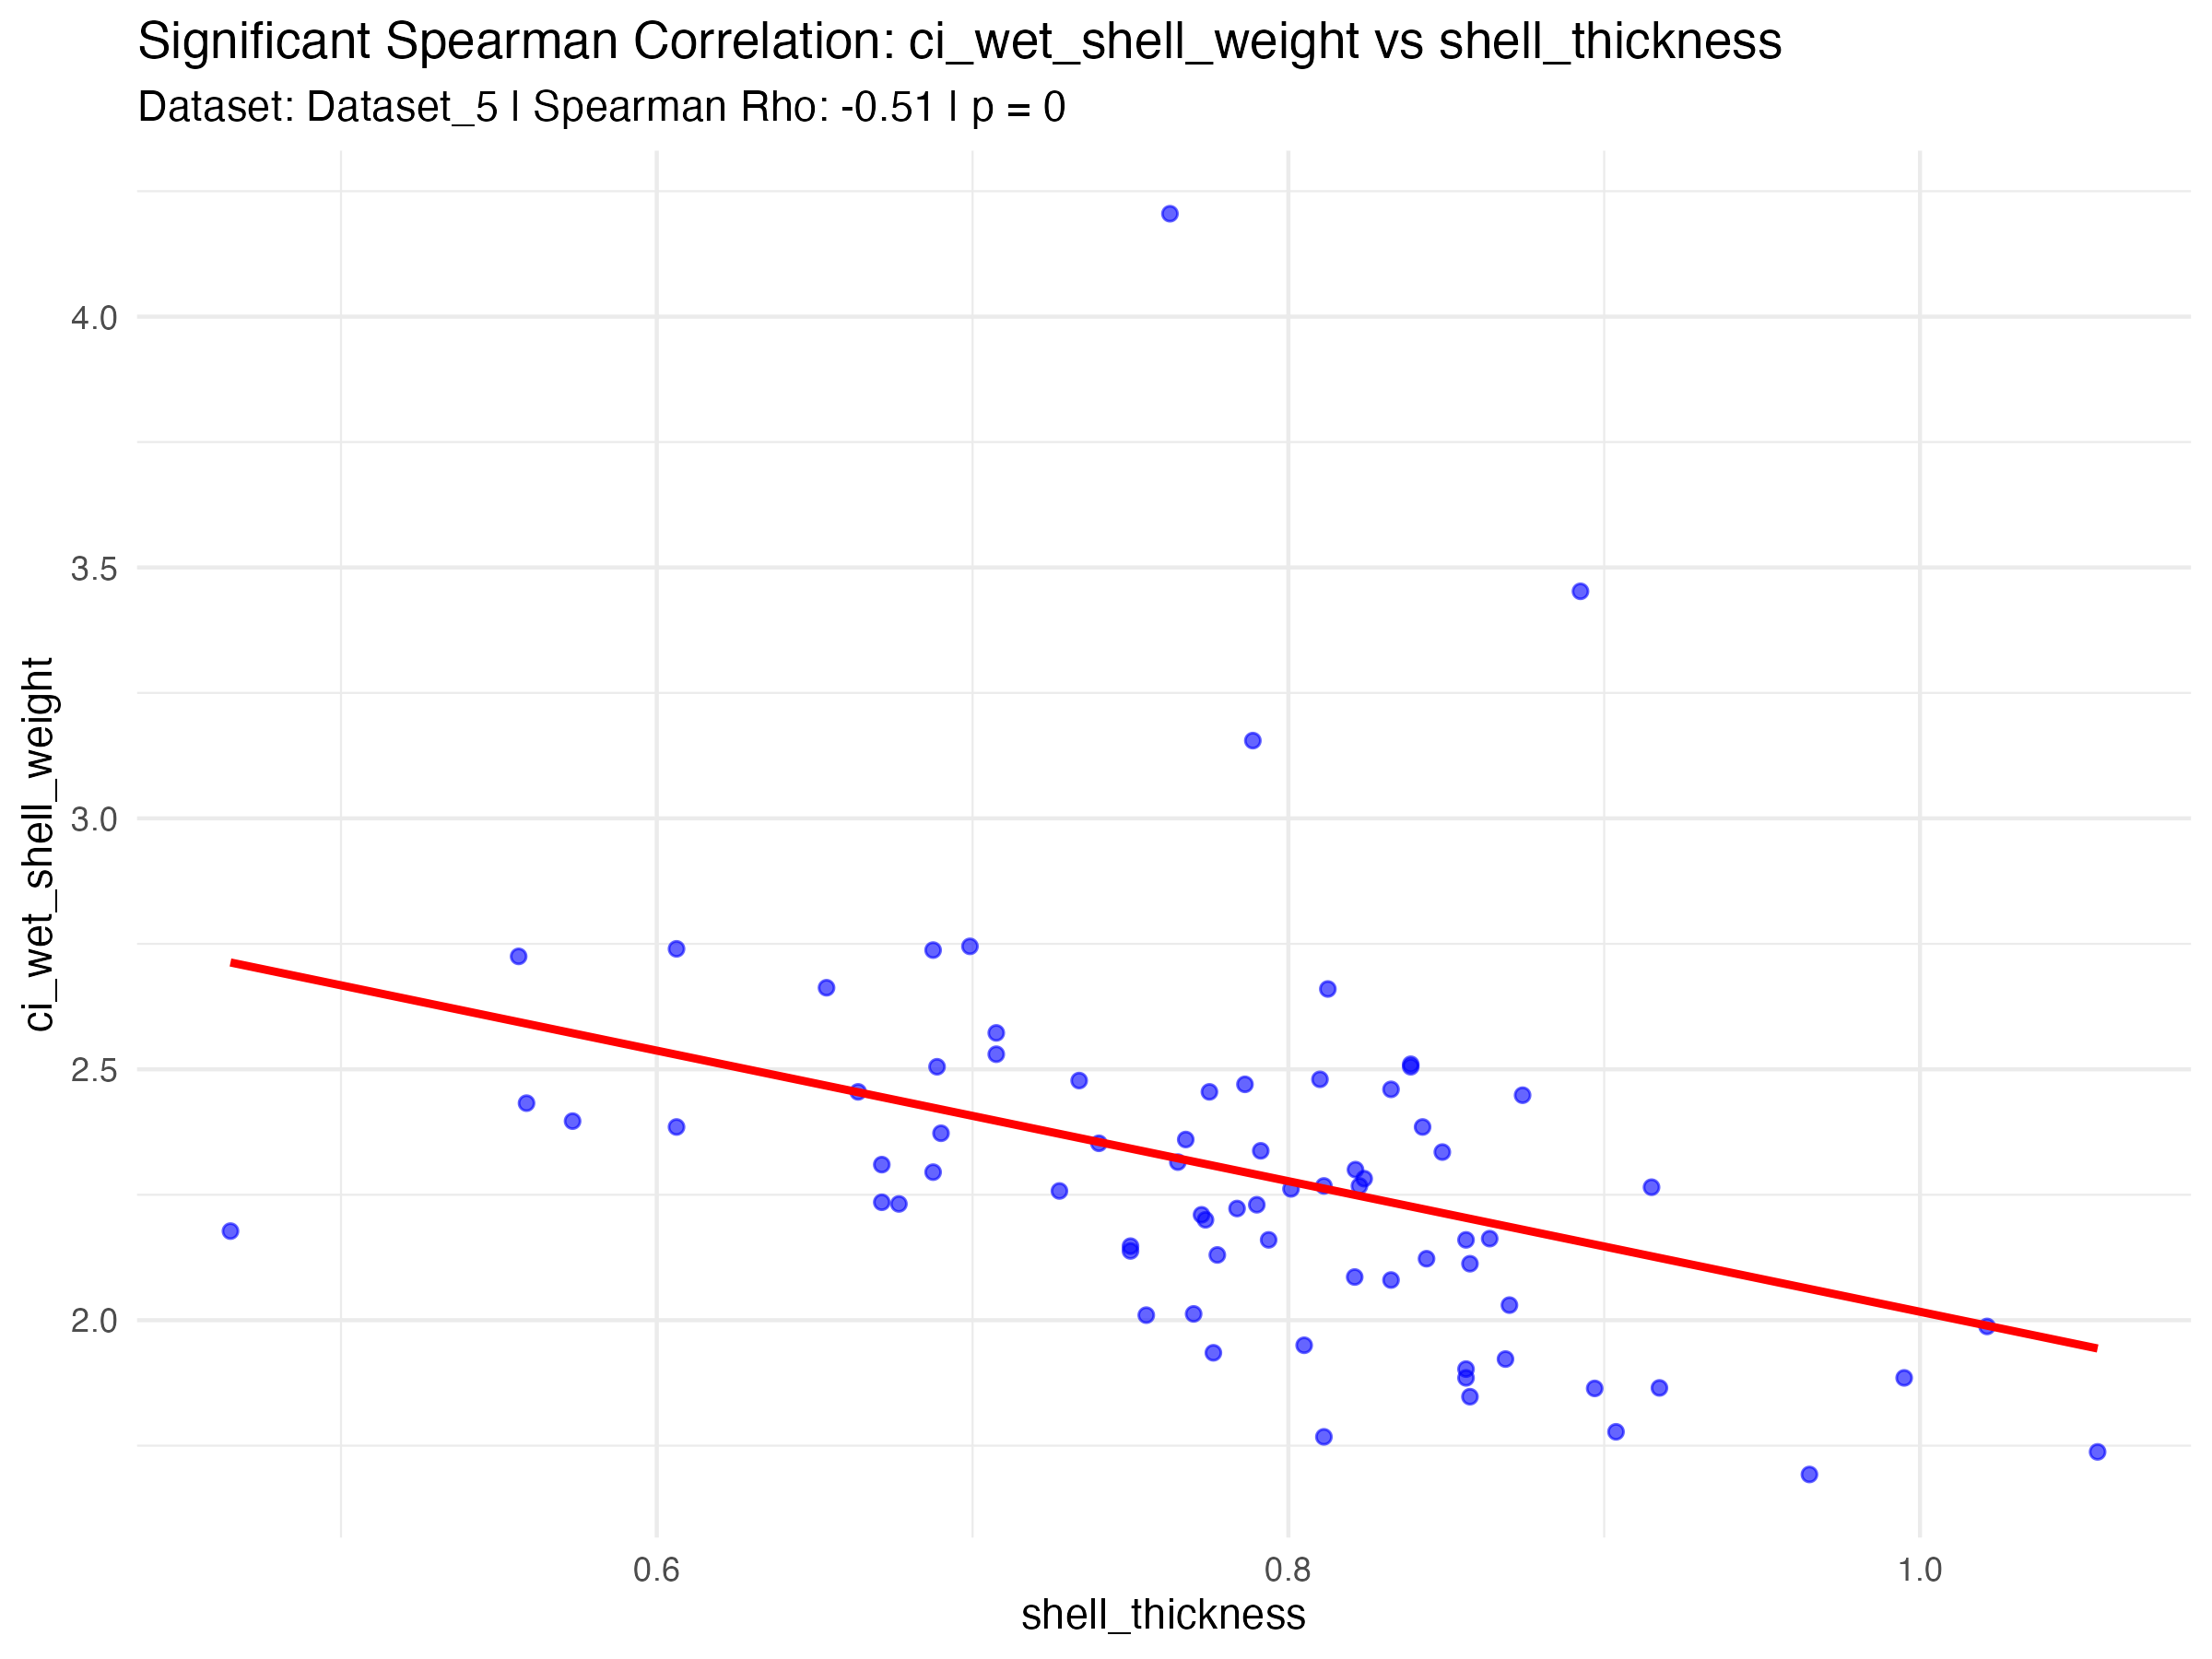 Significant Spearman Correlation: ci_wet_shell_weight vs shell_thickness
Dataset: Dataset_5 | Spearman Rho: -0.51 | p = 0
4.0
3.5
3.0
2.5
2.0
ci_wet_shell_weight
0.6
0.8
1.0
shell_thickness